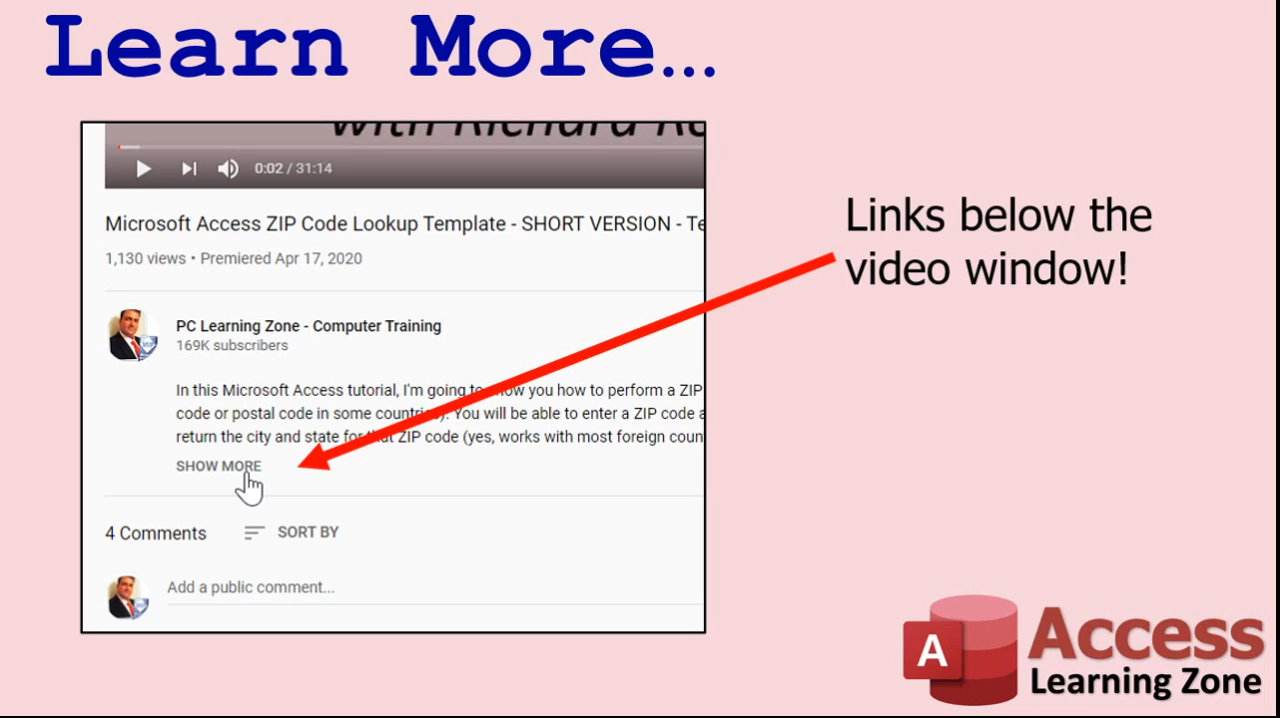 Learn More...
with Richard
0:02 / 31:14
Microsoft Access ZIP Code Lookup Template - SHORT VERSION - Te
1,130 views • Premiered Apr 17, 2020
PC Learning Zone - Computer Training
169K subscribers
In this Microsoft Access tutorial, I'm going to show you how to perform a ZIP
code or postal code in some countries). You will be able to enter a ZIP code a
return the city and state for that ZIP code (yes, works with most foreign coun
SHOW MORE
4 Comments
SORT BY
Add a public comment...
Links below the
video window!
A
Access
Learning Zone